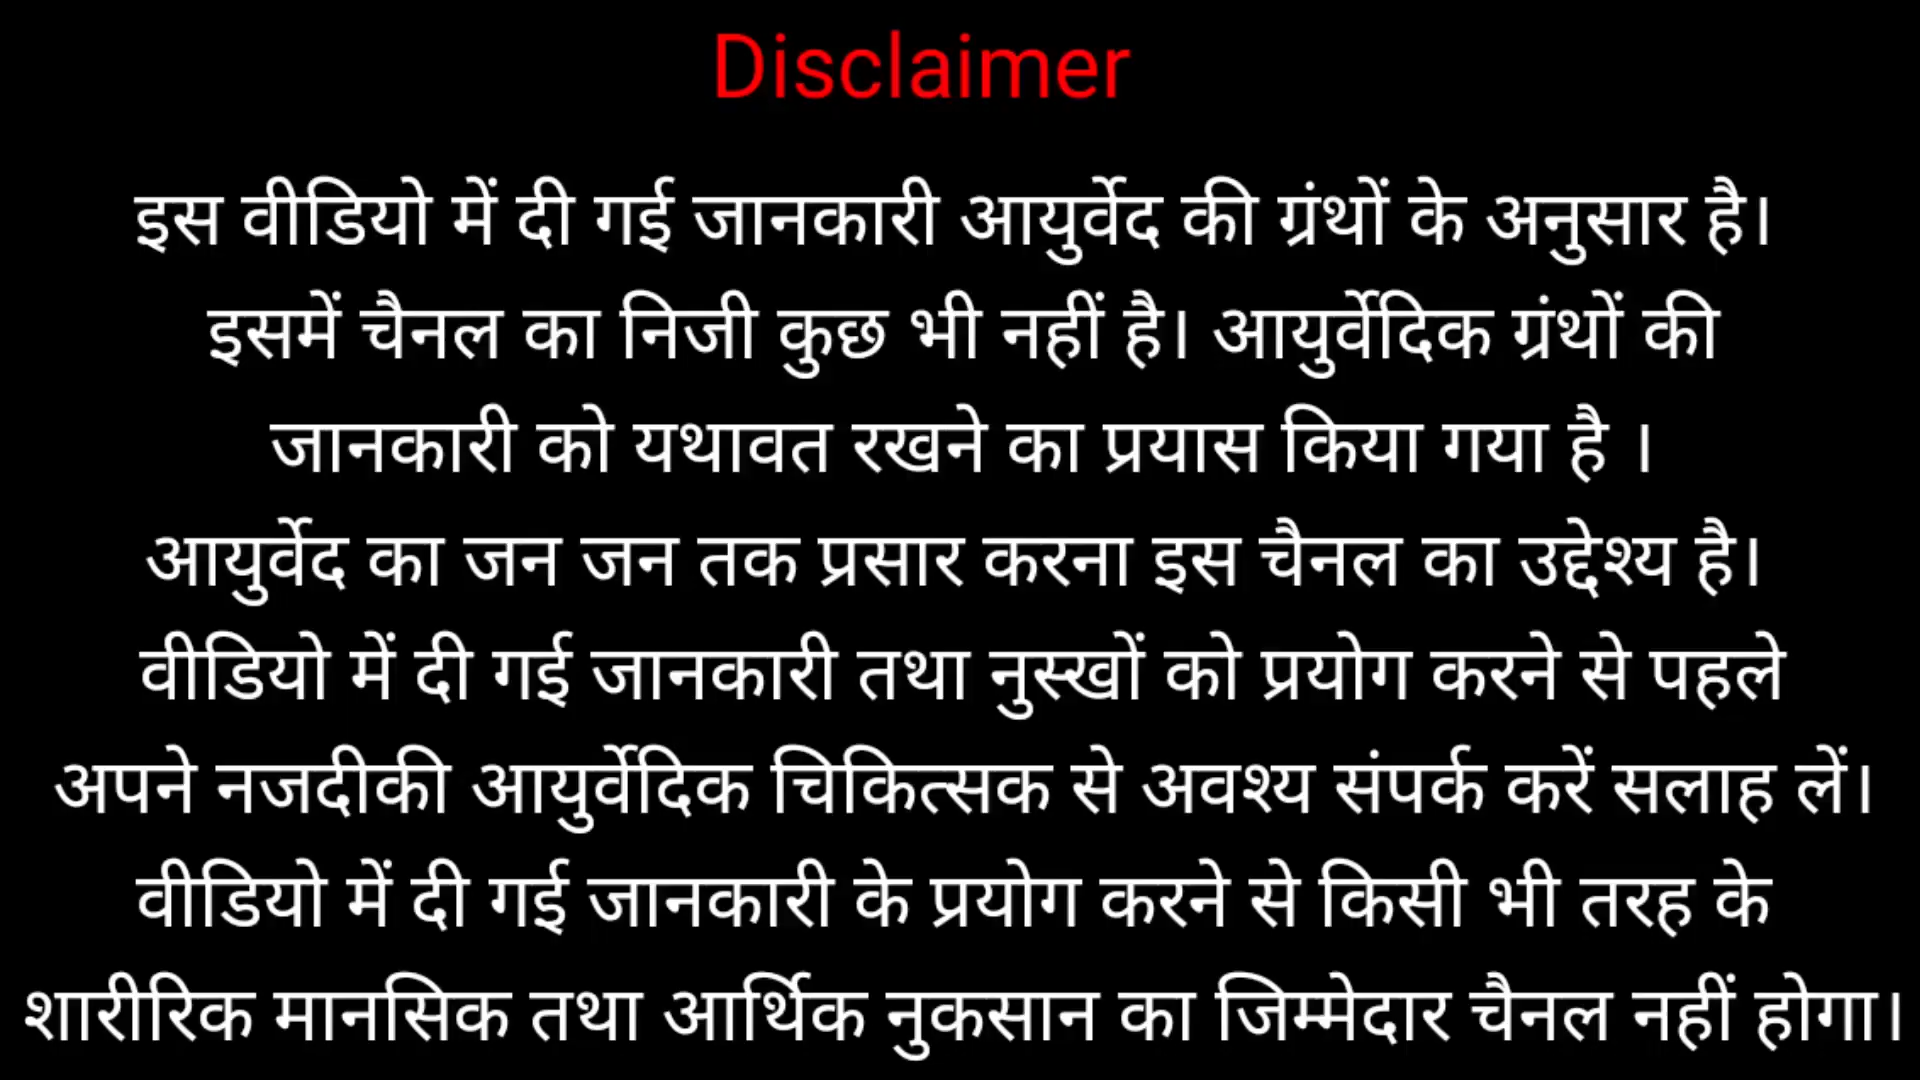 Disclaimer
इस वीडियो में दी गई जानकारी आयुर्वेद की ग्रंथों के अनुसार है।
इसमें चैनल का निजी कुछ भी नहीं है। आयुर्वेदिक ग्रंथों की
जानकारी को यथावत रखने का प्रयास किया गया है ।
आयुर्वेद का जन जन तक प्रसार करना इस चैनल का उद्देश्य है।
वीडियो में दी गई जानकारी तथा नुस्खों को प्रयोग करने से पहले
अपने नजदीकी आयुर्वेदिक चिकित्सक से अवश्य संपर्क करें सलाह लें।
वीडियो में दी गई जानकारी के प्रयोग करने से किसी भी तरह के
शारीरिक मानसिक तथा आर्थिक नुकसान का जिम्मेदार चैनल नहीं होगा।